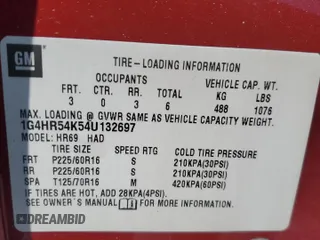 GM
TIRE-LOADING INFORMATION
OCCUPANTS VEHICLE CAP. WT.
FRT. CTR. RR. TOTAL KG LBS
3 0 3 6 488 1076
MAX. LOADING @ GVWR SAME AS VEHICLE CAPACITY WEIGHT.
1G4HR54K54U132697
MODEL: HR69 HAD
TIRE SIZE SPEED RTG COLD TIRE PRESSURE
FRT P225/60R16 S 210KPA(30PSI)
RR P225/60R16 S 210KPA(30PSI)
SPA T125/70R16 M 420KPA(60PSI)
IF TIRES ARE HOT, ADD 28KPA(4PSI).
SEE OWNER'S MANUAL FOR ADDITIONAL INFORMATION
© DREAMBID